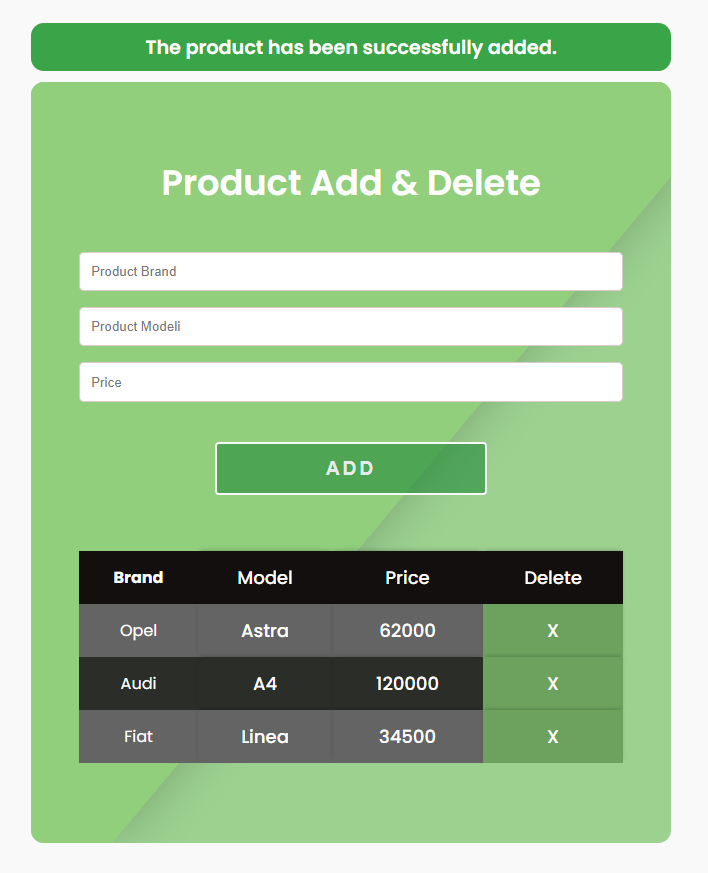 The product has been successfully added.
Product Add & Delete
Product Brand
Product Modeli
Price
ADD
Brand Model Price Delete
Opel Astra 62000 X
Audi A4 120000 X
Fiat Linea 34500 X